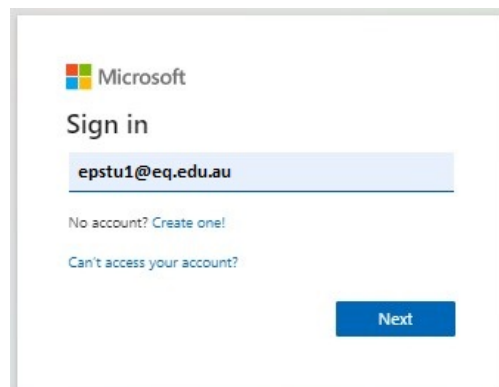 Microsoft
Sign in
epstu1@eq.edu.au
No account? Create one!
Can't access your account?
Next